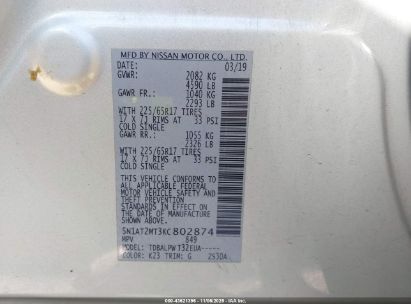 MFD BY NISSAN MOTOR CO., LTD.
DATE: 03/19
GVWR: 2082 KG
4590 LB
GAWR FR.: 1040 KG
2293 LB
WITH 225/65R17 TIRES
17 X 7J RIMS AT 33 PSI
COLD SINGLE
GAWR RR.: 1055 KG
2326 LB
WITH 225/65R17 TIRES
17 X 7J RIMS AT 33 PSI
COLD SINGLE
THIS VEHICLE CONFORMS TO ALL
APPLICABLE FEDERAL MOTOR
VEHICLE SAFETY AND THEFT PREVENTION
STANDARDS IN EFFECT ON THE
DATE OF MANUFACTURE
SHOWN ABOVE.
5N1AT2MT3KC802874
MPV 849
MODEL: TDBALPWT32EUA-----
COLOR: K23 TRIM: G